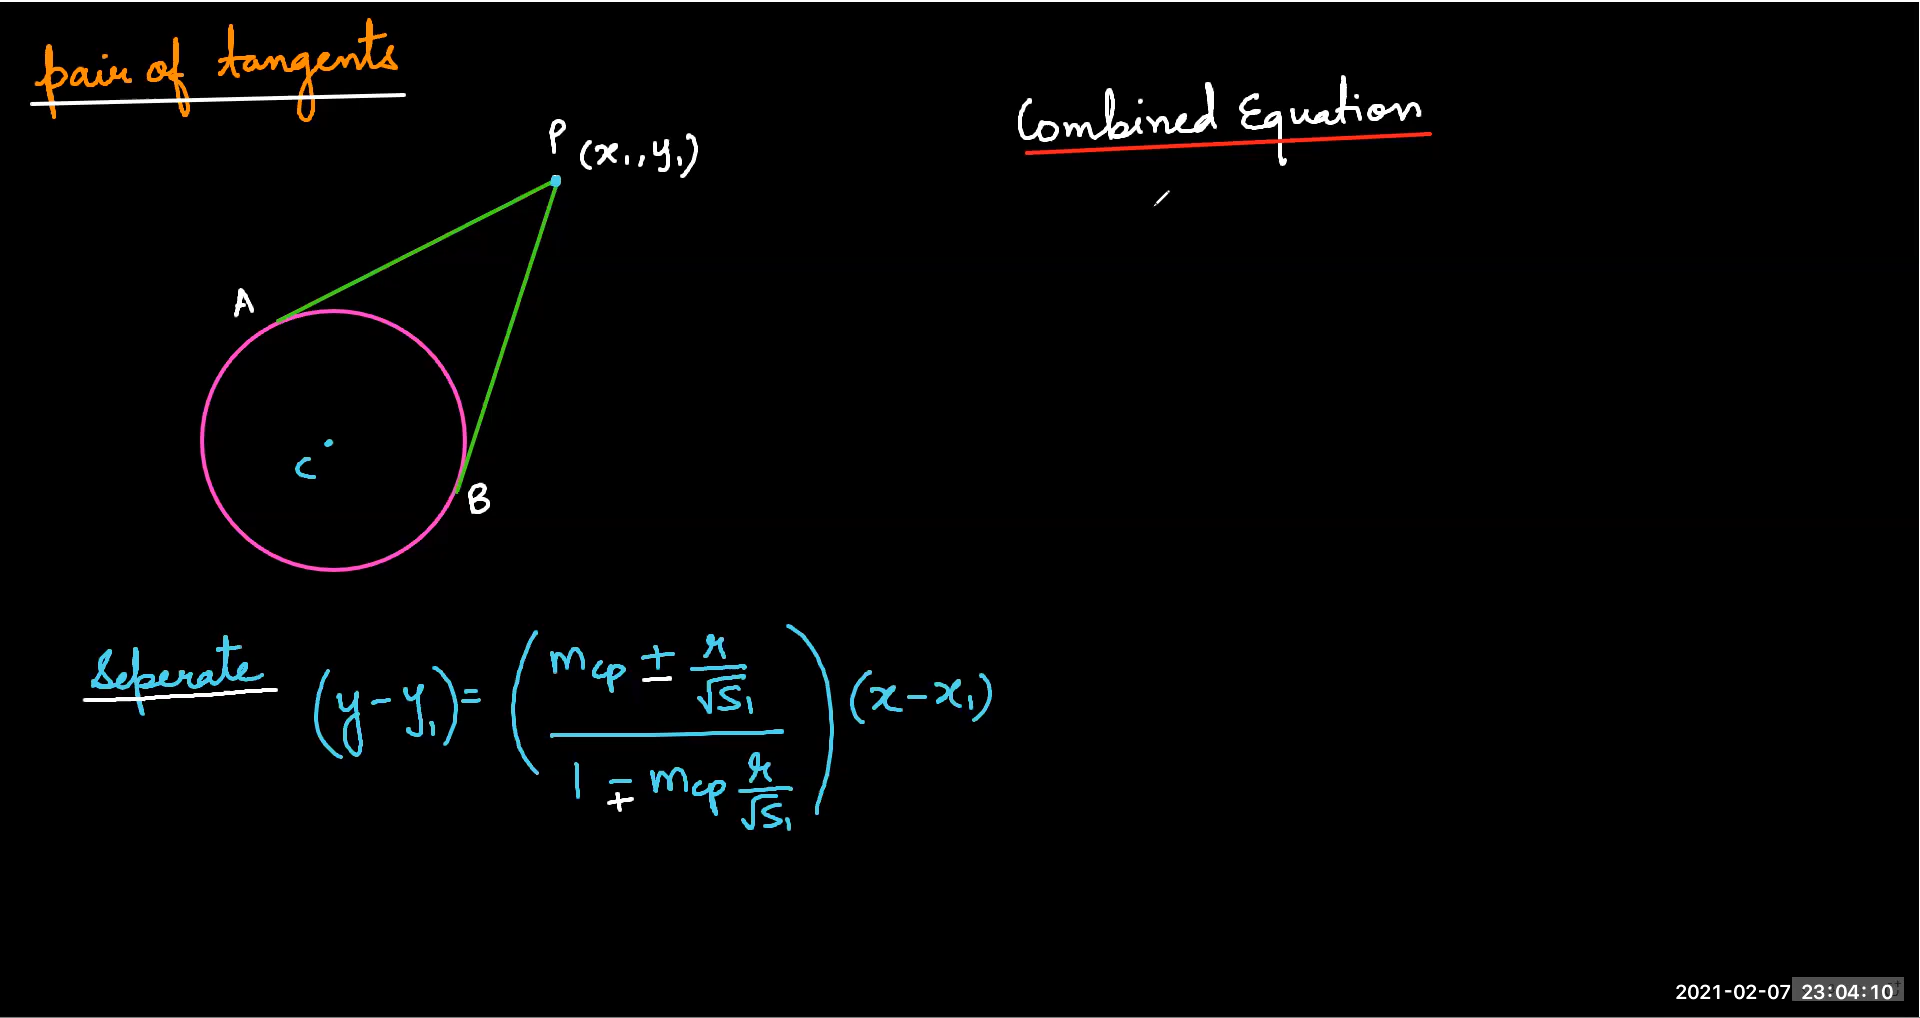 pair of tangents
Combined Equation
P (x₁, y₁)
A
C
B
Seperate (y - y₁) = ( (m_cp ± r/√S₁) / (1 ∓ m_cp r/√S₁) ) (x - x₁)
2021-02-07 23:04:10